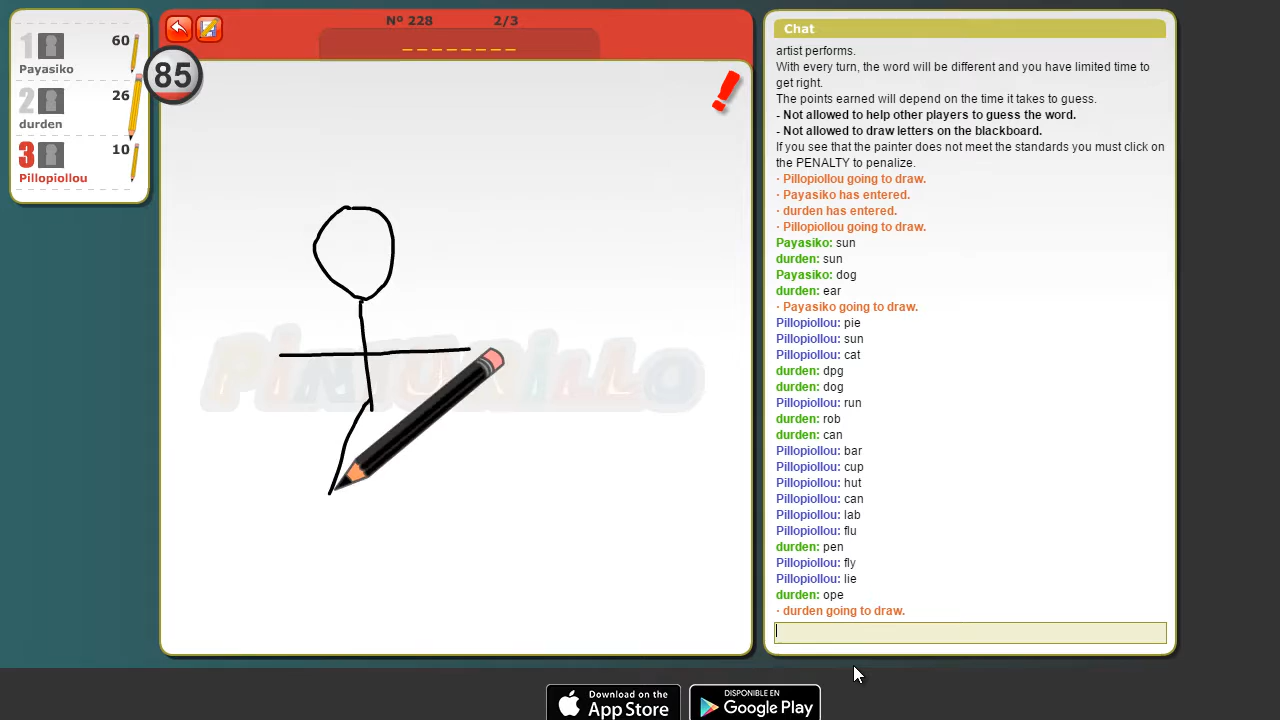 1
60
Payasiko
2
26
durden
3
10
Pillopiollou
85
Nº 228
2/3
_ _ _ _ _ _ _ _
PINTURILLO
Chat
artist performs.
With every turn, the word will be different and you have limited time to
get right.
The points earned will depend on the time it takes to guess.
- Not allowed to help other players to guess the word.
- Not allowed to draw letters on the blackboard.
If you see that the painter does not meet the standards you must click on
the PENALTY to penalize.
· Pillopiollou going to draw.
· Payasiko has entered.
· durden has entered.
· Pillopiollou going to draw.
Payasiko: sun
durden: sun
Payasiko: dog
durden: ear
· Payasiko going to draw.
Pillopiollou: pie
Pillopiollou: sun
Pillopiollou: cat
durden: dpg
durden: dog
Pillopiollou: run
durden: rob
durden: can
Pillopiollou: bar
Pillopiollou: cup
Pillopiollou: hut
Pillopiollou: can
Pillopiollou: lab
Pillopiollou: flu
durden: pen
Pillopiollou: fly
Pillopiollou: lie
durden: ope
· durden going to draw.
Download on the
App Store
DISPONIBLE EN
Google Play